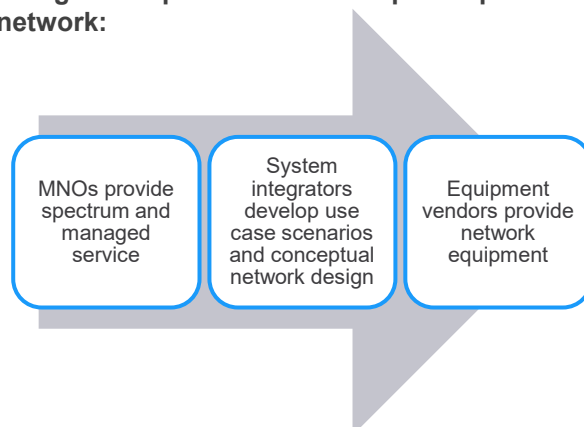 network:
MNOs provide
spectrum and
managed
service
System
integrators
develop use
case scenarios
and conceptual
network design
Equipment
vendors provide
network
equipment